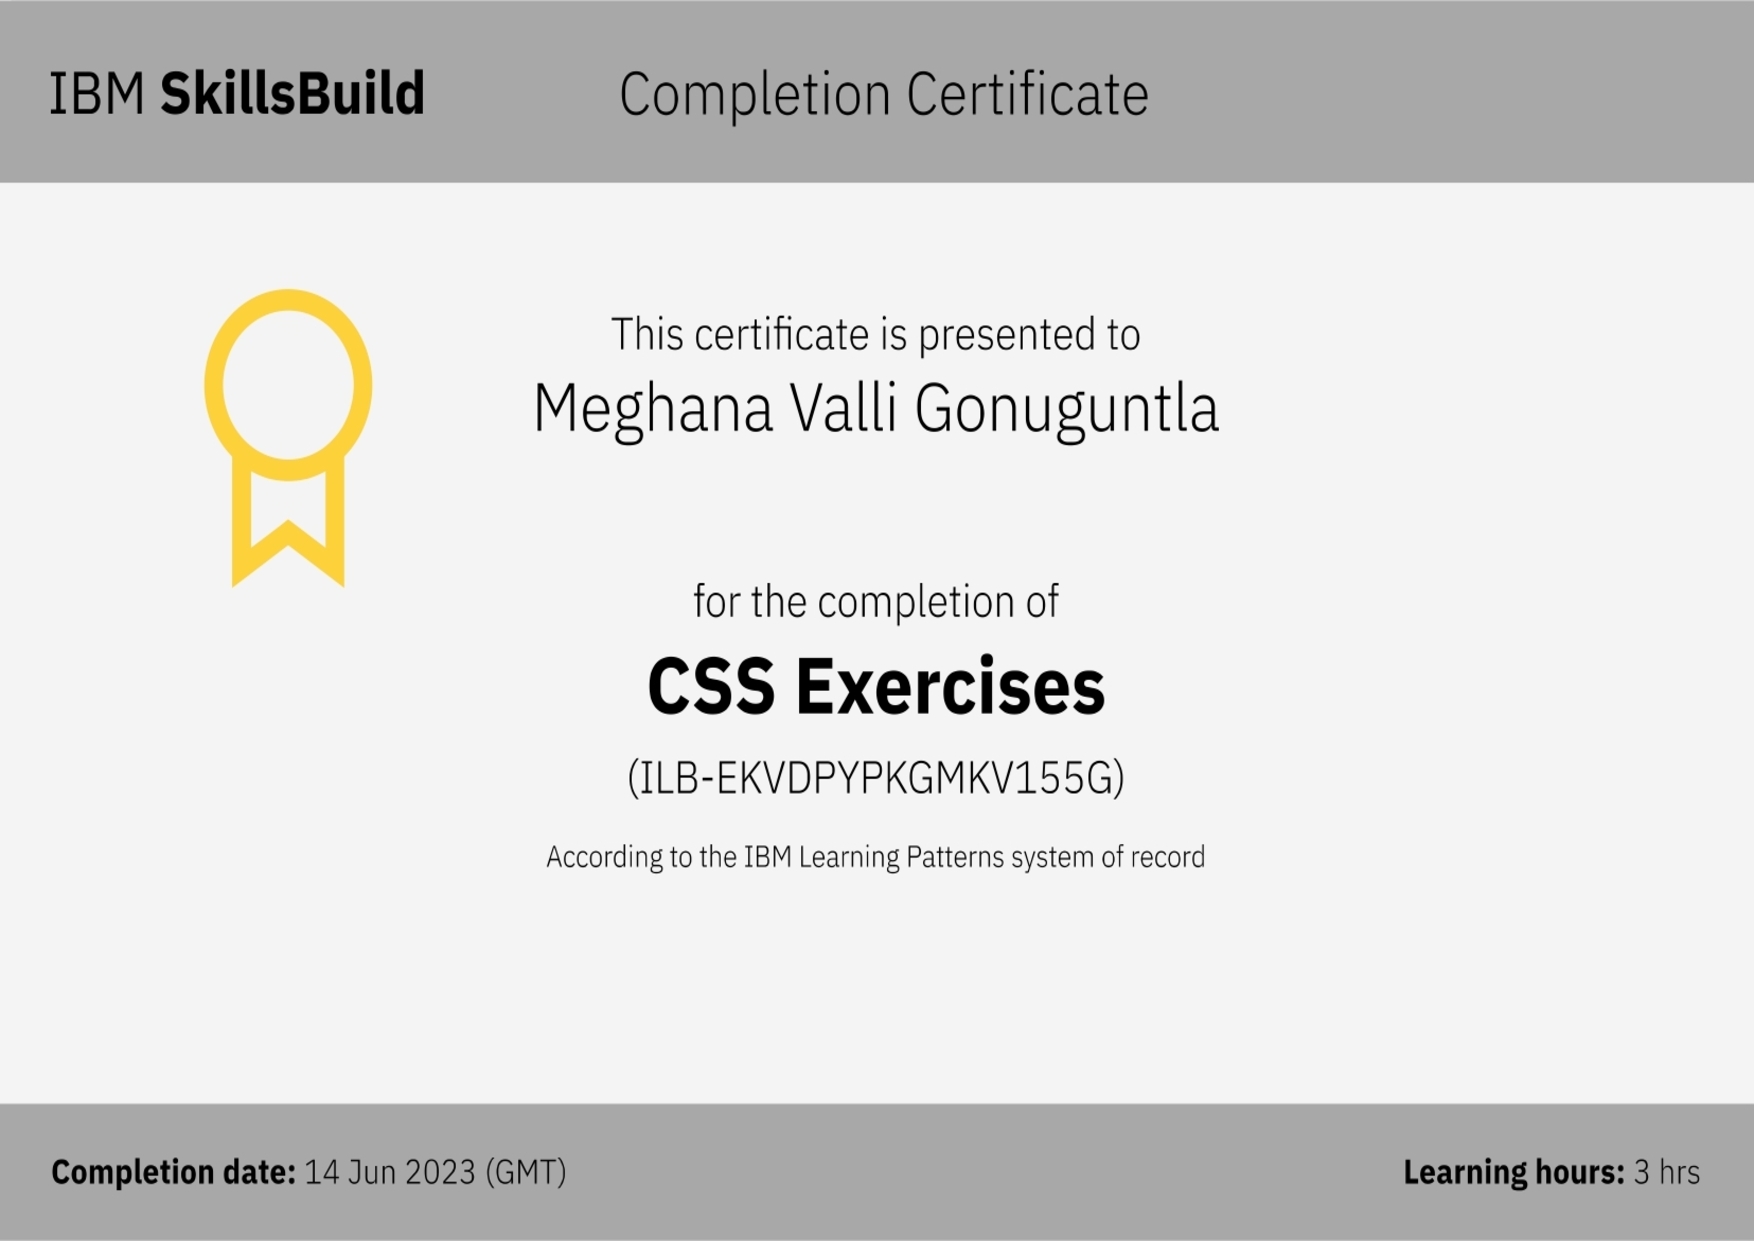 IBM SkillsBuild
Completion Certificate
This certificate is presented to
Meghana Valli Gonuguntla
for the completion of
CSS Exercises
(ILB-EKVDPYPKGMKV155G)
According to the IBM Learning Patterns system of record
Completion date: 14 Jun 2023 (GMT)
Learning hours: 3 hrs